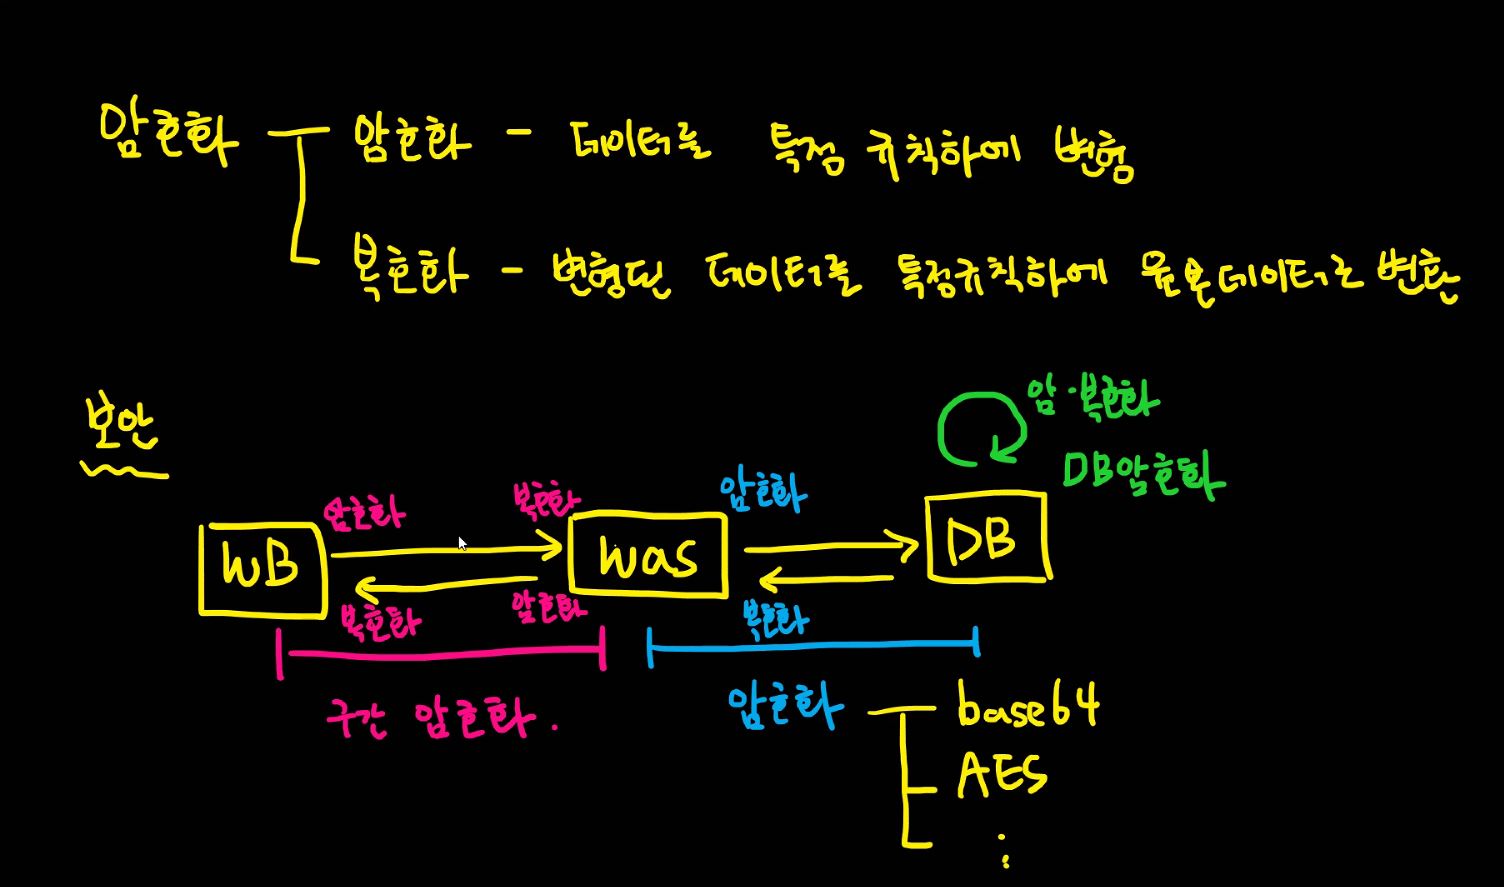 암호화 암호화 - 데이터를 특정 규칙하에 변형
복호화 - 변형된 데이터를 특정규칙하에 원본데이터로 변환
보안
암·복호화
DB암호화
암호화 복호화 암호화
WB was DB
복호화 암호화 복호화
구간 암호화. 암호화 base64
AES